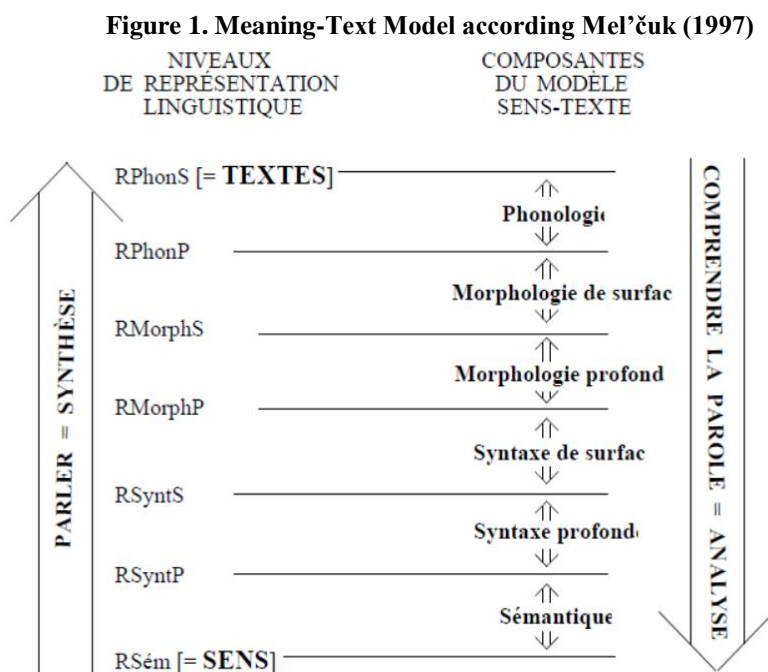 Figure 1. Meaning-Text Model according Mel’čuk (1997)
NIVEAUX
DE REPRÉSENTATION
LINGUISTIQUE
COMPOSANTES
DU MODÈLE
SENS-TEXTE
RPhonS [= TEXTES]
Phonologie
RPhonP
Morphologie de surfac
RMorphS
Morphologie profond
RMorphP
Syntaxe de surfac
RSyntS
Syntaxe profonde
RSyntP
Sémantique
RSém [= SENS]
PARLER = SYNTHÈSE
COMPRENDRE LA PAROLE = ANALYSE